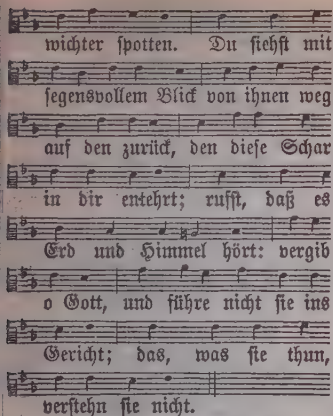 wichter spotten. Du siehst mit
segensvollem Blick von ihnen weg
auf den zurück, den diese Schar
in dir entehrt; rufst, daß es
Erd und Himmel hört: vergib
o Gott, und führe nicht sie ins
Gericht; das, was sie thun,
verstehn sie nicht.